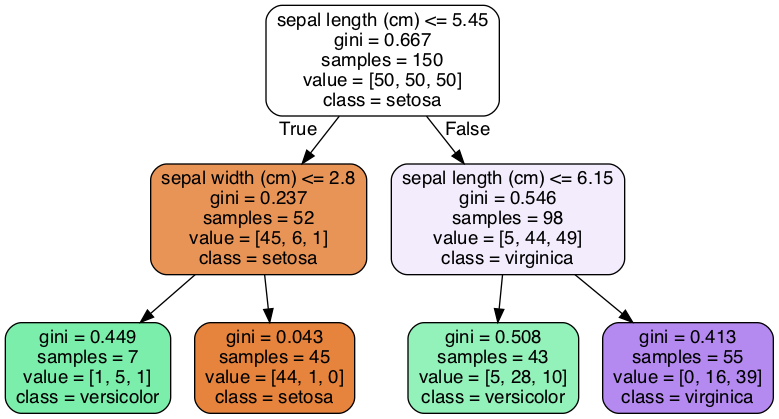 sepal length (cm) <= 5.45
gini = 0.667
samples = 150
value = [50, 50, 50]
class = setosa
True
False
sepal width (cm) <= 2.8
gini = 0.237
samples = 52
value = [45, 6, 1]
class = setosa
sepal length (cm) <= 6.15
gini = 0.546
samples = 98
value = [5, 44, 49]
class = virginica
gini = 0.449
samples = 7
value = [1, 5, 1]
class = versicolor
gini = 0.043
samples = 45
value = [44, 1, 0]
class = setosa
gini = 0.508
samples = 43
value = [5, 28, 10]
class = versicolor
gini = 0.413
samples = 55
value = [0, 16, 39]
class = virginica